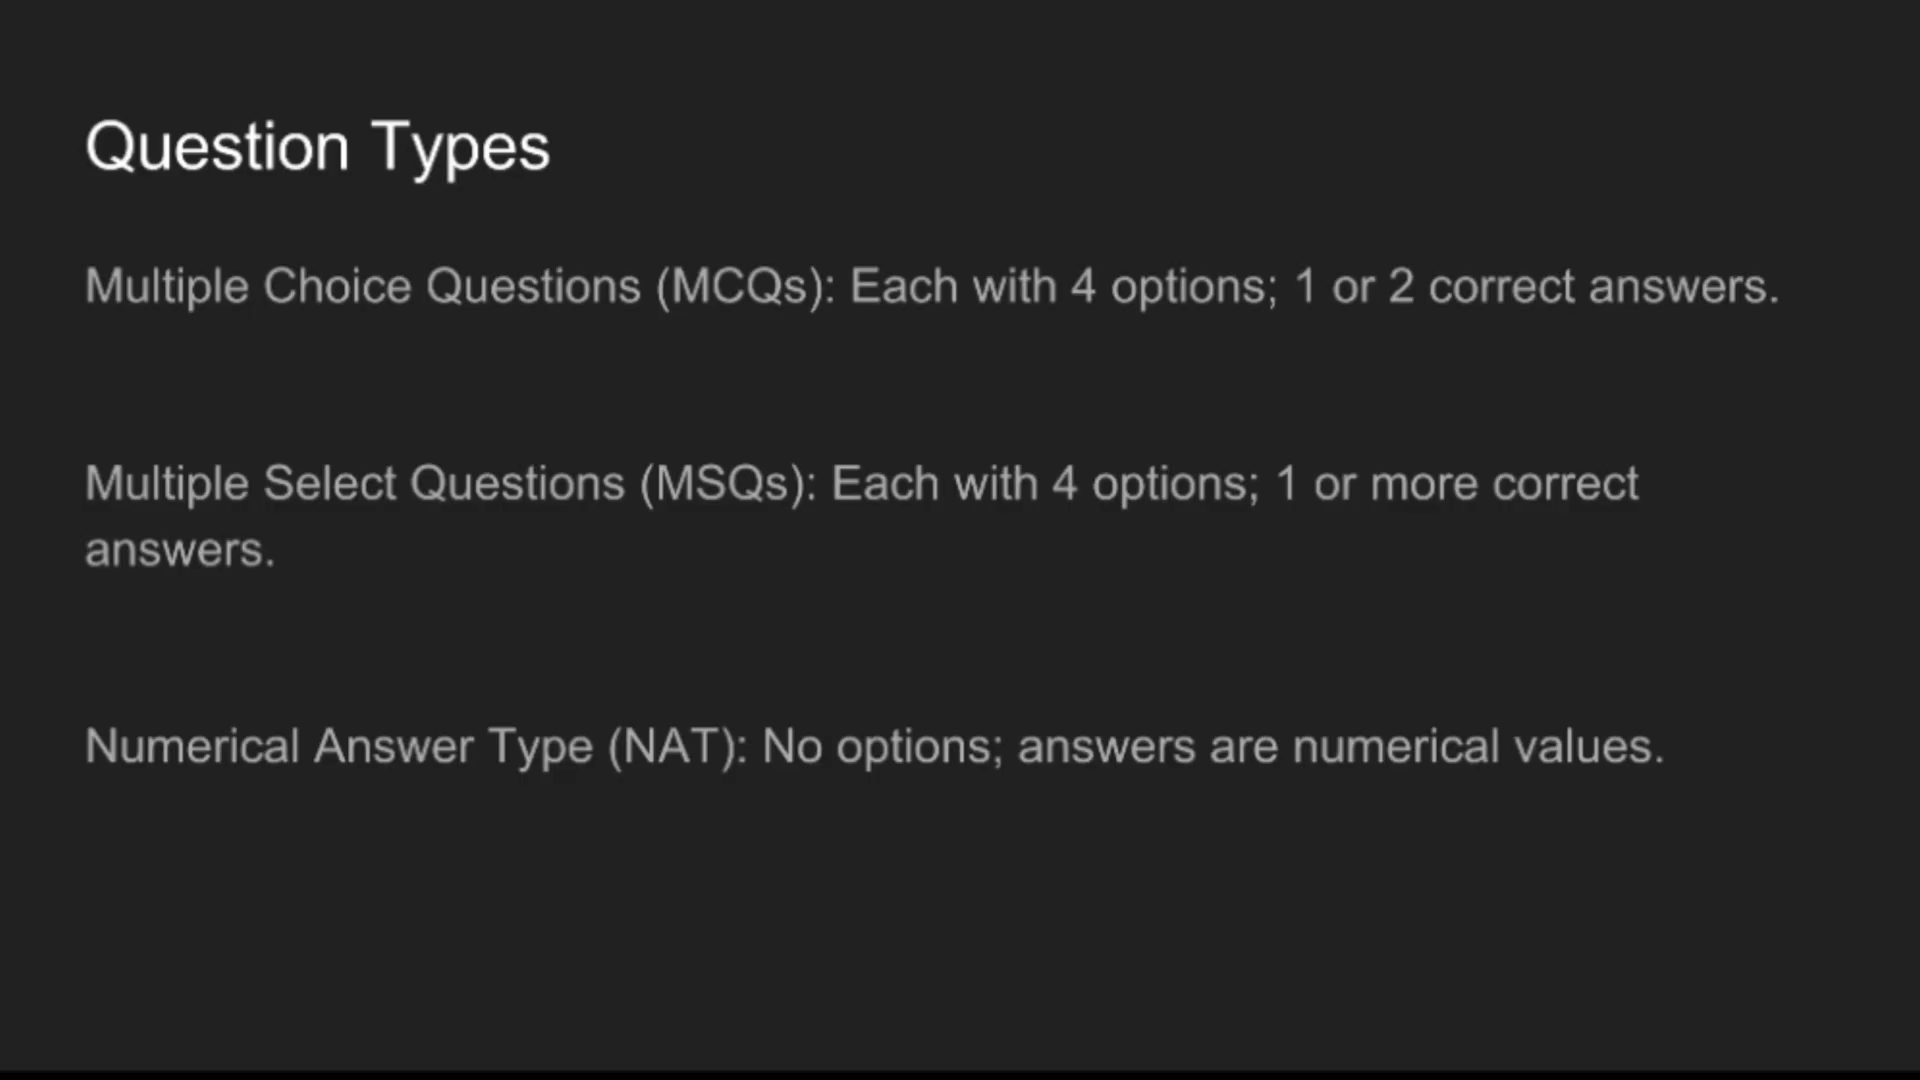 Question Types
Multiple Choice Questions (MCQs): Each with 4 options; 1 or 2 correct answers.
Multiple Select Questions (MSQs): Each with 4 options; 1 or more correct
answers.
Numerical Answer Type (NAT): No options; answers are numerical values.